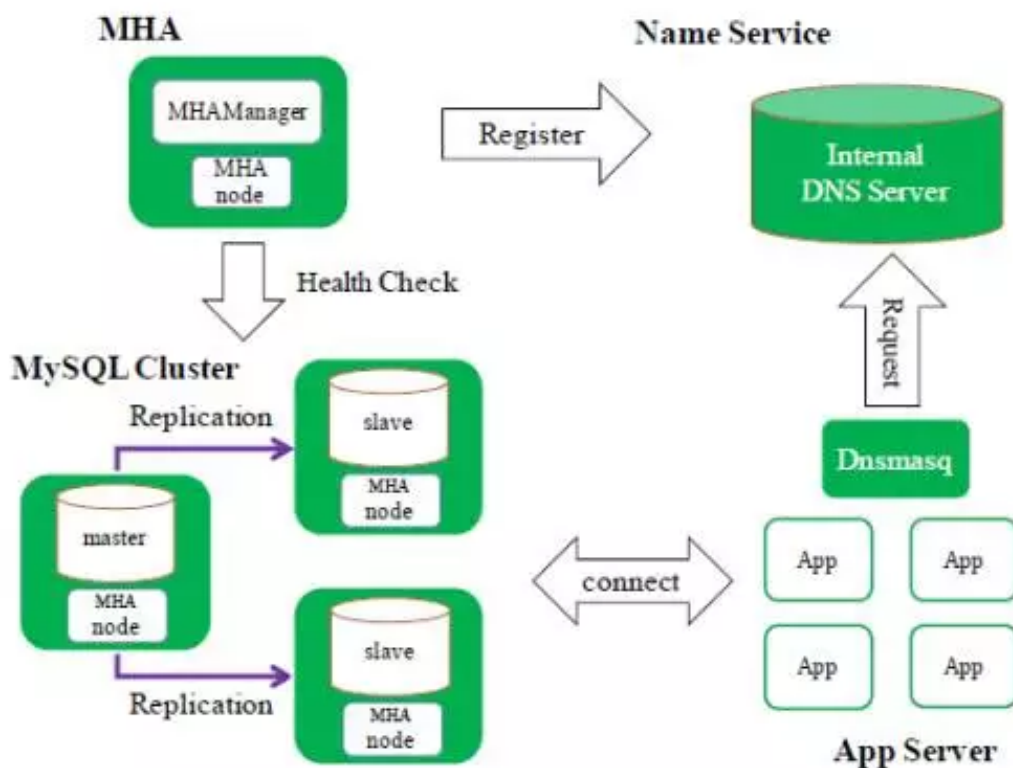 MHA
MHAManager
MHA
node
Register
Name Service
Internal
DNS Server
Health Check
Request
MySQL Cluster
Replication
slave
MHA
node
master
MHA
node
slave
MHA
node
Replication
connect
Dnsmasq
App
App
App
App
App Server